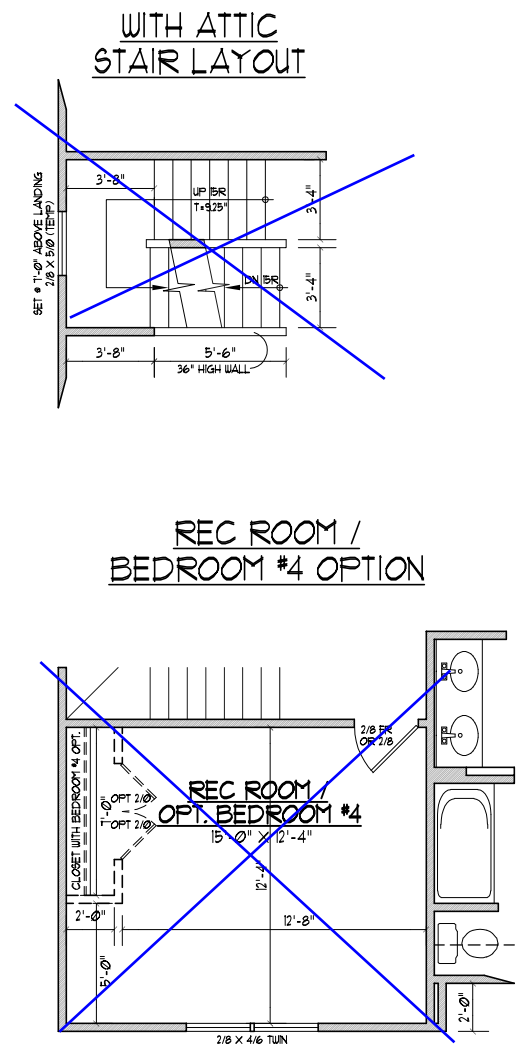 WITH ATTIC
STAIR LAYOUT
3'-8"
UP 15R
T=9.25"
3'-4"
SET @ 7'-0" ABOVE LANDING
2/8 X 5/0 (TEMP)
DN 15R
3'-4"
3'-8"
5'-6"
36" HIGH WALL
REC ROOM /
BEDROOM #4 OPTION
2/8 FR
OR 2/8
CLOSET WITH BEDROOM #4 OPT.
7'-0"
OPT 2/0
OPT 2/0
REC ROOM /
OPT. BEDROOM #4
15'-0" X 12'-4"
12'-4"
2'-0"
12'-8"
5'-0"
2'-0"
2/8 X 4/6 TWIN